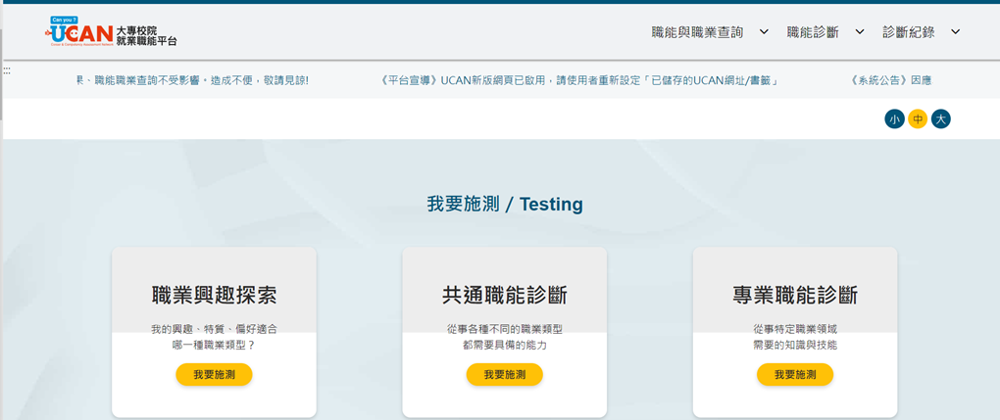 Can you ?
UCAN 大專校院
就業職能平台
Career & Competency Assessment Network
職能與職業查詢
職能診斷
診斷紀錄
:::
果、職能職業查詢不受影響。造成不便，敬請見諒!
《平台宣導》UCAN新版網頁已啟用，請使用者重新設定「已儲存的UCAN網址/書籤」
《系統公告》因應
小 中 大
我要施測 / Testing
職業興趣探索
我的興趣、特質、偏好適合
哪一種職業類型？
我要施測
共通職能診斷
從事各種不同的職業類型
都需要具備的能力
我要施測
專業職能診斷
從事特定職業領域
需要的知識與技能
我要施測